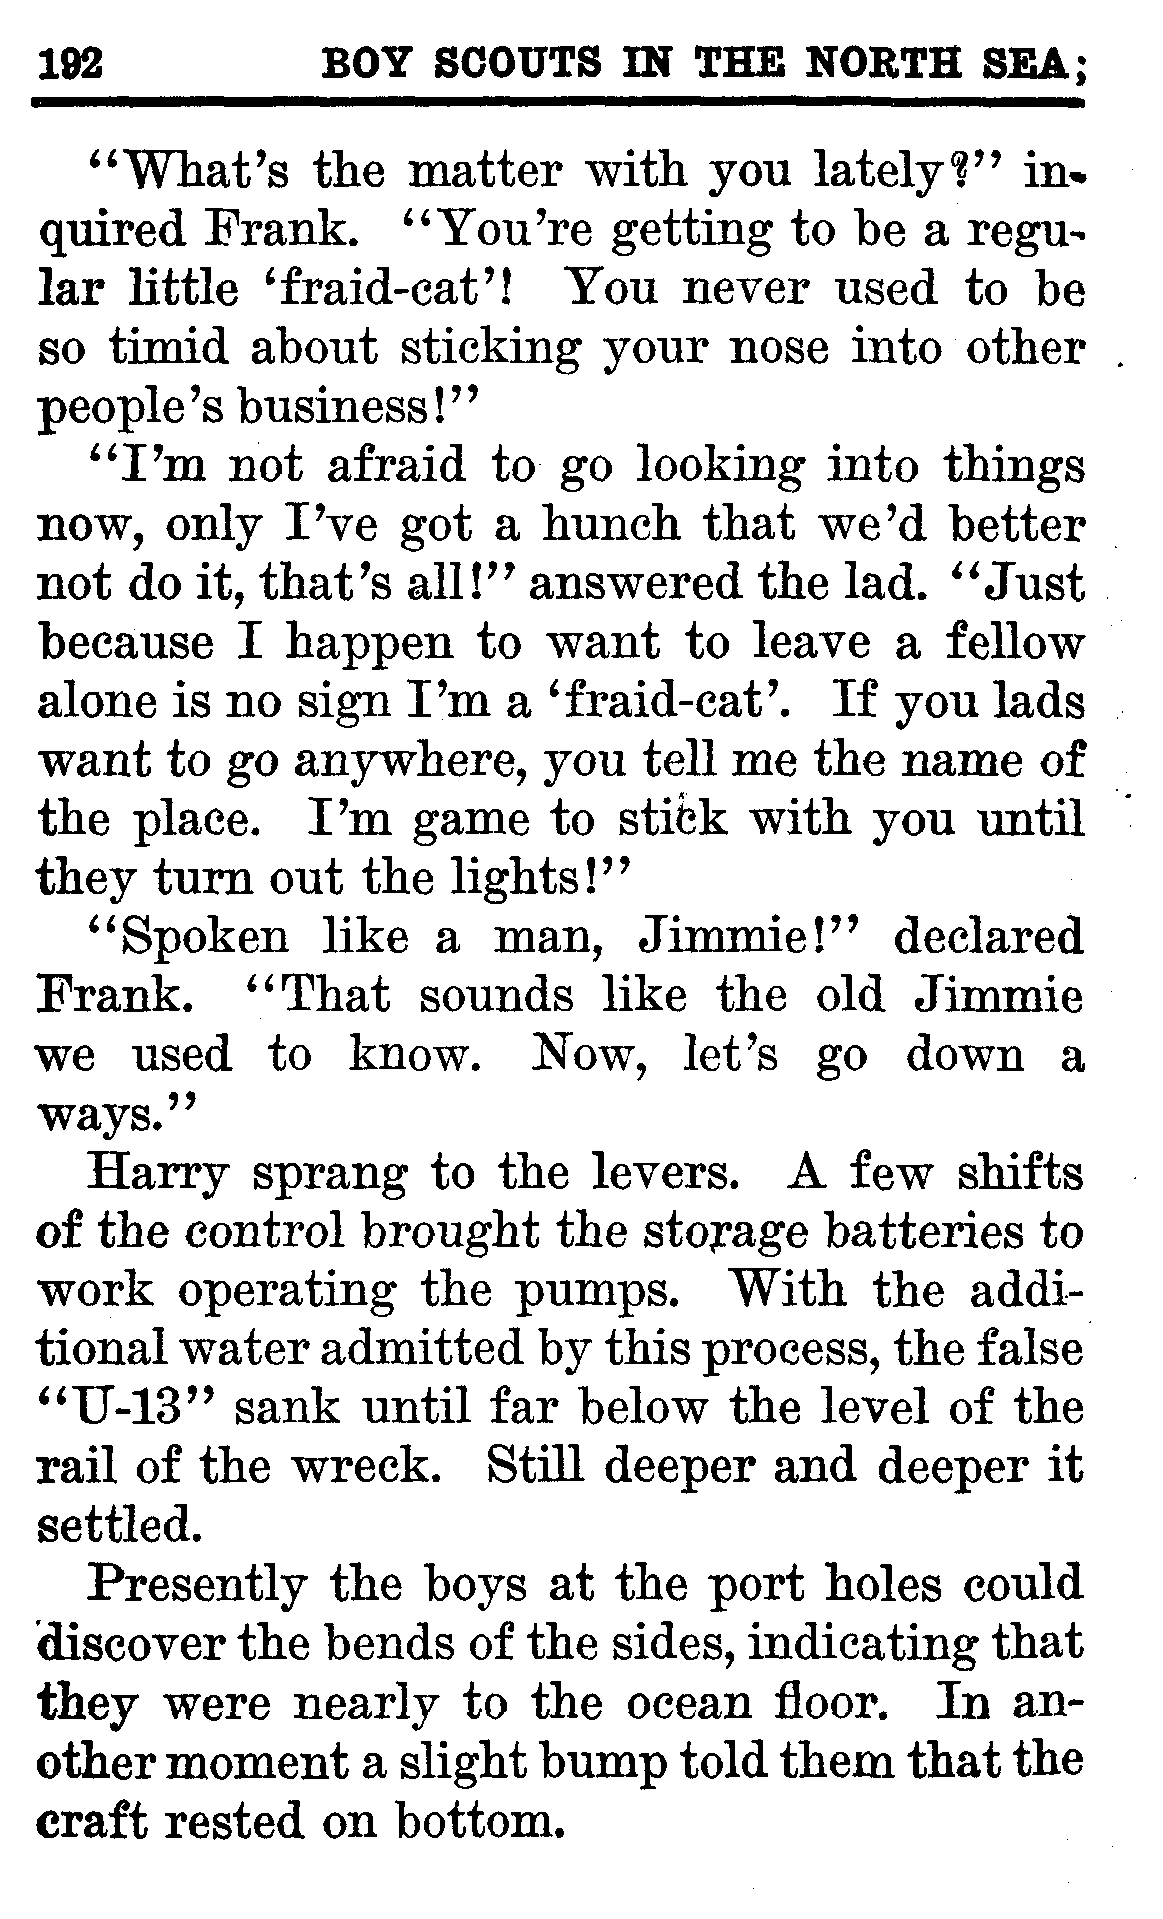 192 BOY SCOUTS IN THE NORTH SEA;
“What’s the matter with you lately?” in-
quired Frank. “You’re getting to be a regu-
lar little ‘fraid-cat’! You never used to be
so timid about sticking your nose into other
people’s business!”
“I’m not afraid to go looking into things
now, only I’ve got a hunch that we’d better
not do it, that’s all!” answered the lad. “Just
because I happen to want to leave a fellow
alone is no sign I’m a ‘fraid-cat’. If you lads
want to go anywhere, you tell me the name of
the place. I’m game to stick with you until
they turn out the lights!”
“Spoken like a man, Jimmie!” declared
Frank. “That sounds like the old Jimmie
we used to know. Now, let’s go down a
ways.”
Harry sprang to the levers. A few shifts
of the control brought the storage batteries to
work operating the pumps. With the addi-
tional water admitted by this process, the false
“U-13” sank until far below the level of the
rail of the wreck. Still deeper and deeper it
settled.
Presently the boys at the port holes could
discover the bends of the sides, indicating that
they were nearly to the ocean floor. In an-
other moment a slight bump told them that the
craft rested on bottom.